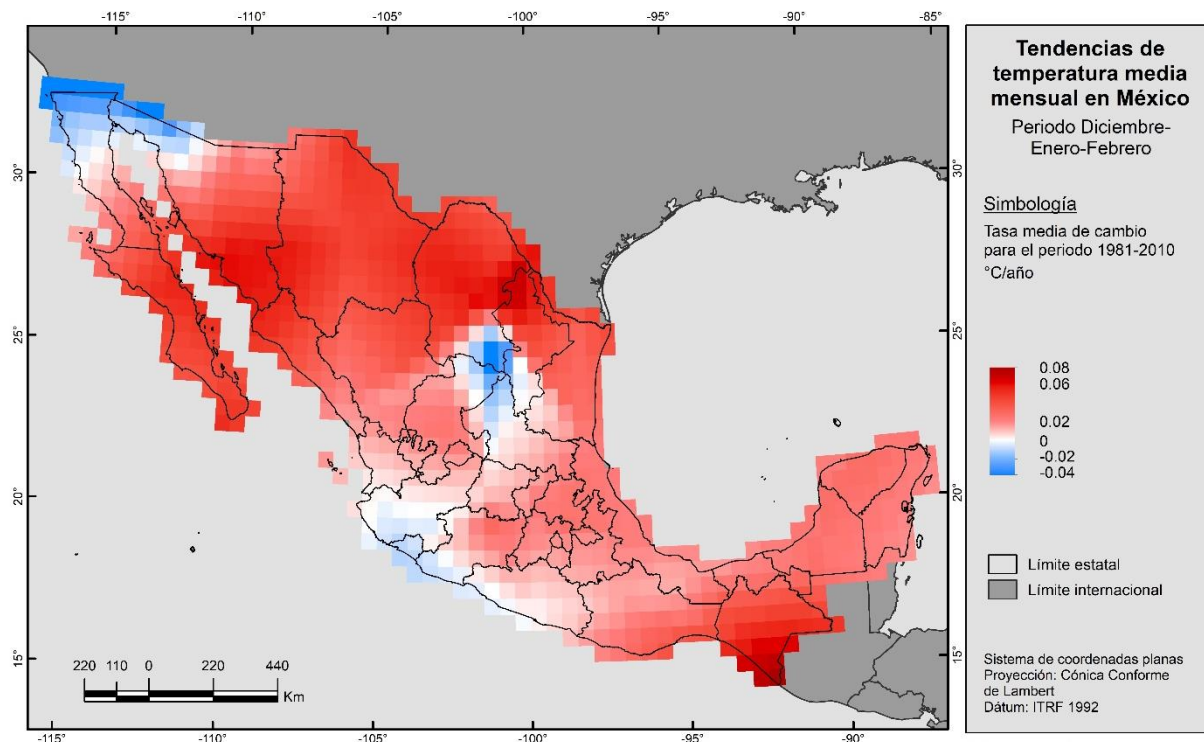 -115° -110° -105° -100° -95° -90° -85°
30° 30°
25° 25°
20° 20°
15° 15°
-115° -110° -105° -100° -95° -90°
220 110 0 220 440
Km
Tendencias de
temperatura media
mensual en México
Periodo Diciembre-
Enero-Febrero
Simbología
Tasa media de cambio
para el periodo 1981-2010
°C/año
0.08
0.06
0.02
0
-0.02
-0.04
Límite estatal
Límite internacional
Sistema de coordenadas planas
Proyección: Cónica Conforme
de Lambert
Dátum: ITRF 1992